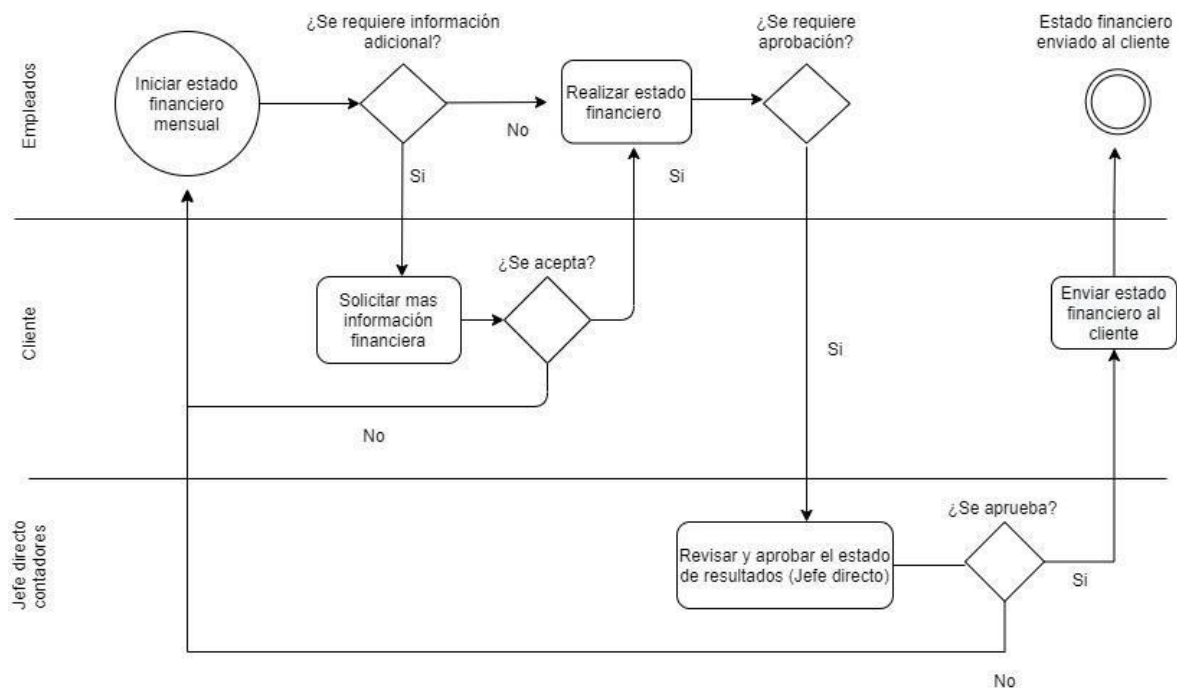 ¿Se requiere información
adicional?
¿Se requiere
aprobación?
Estado financiero
enviado al cliente
Empleados
Iniciar estado
financiero
mensual
No
Realizar estado
financiero
Si
Si
¿Se acepta?
Cliente
Solicitar mas
información
financiera
Enviar estado
financiero al
cliente
Si
No
Jefe directo
contadores
¿Se aprueba?
Revisar y aprobar el estado
de resultados (Jefe directo)
Si
No